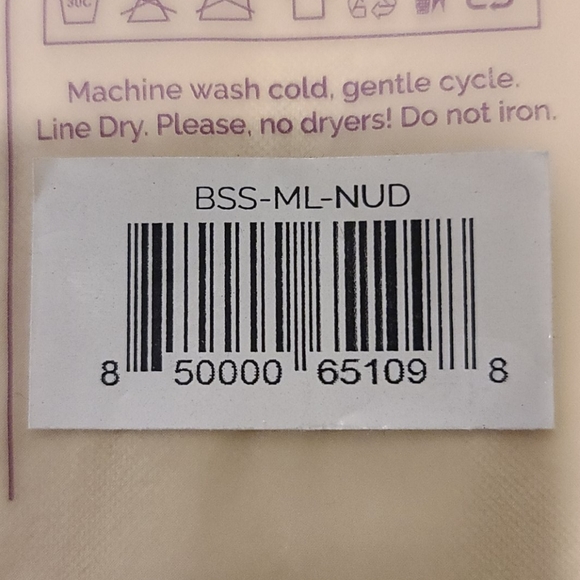 30C
Machine wash cold, gentle cycle.
Line Dry. Please, no dryers! Do not iron.
BSS-ML-NUD
8 50000 65109 8